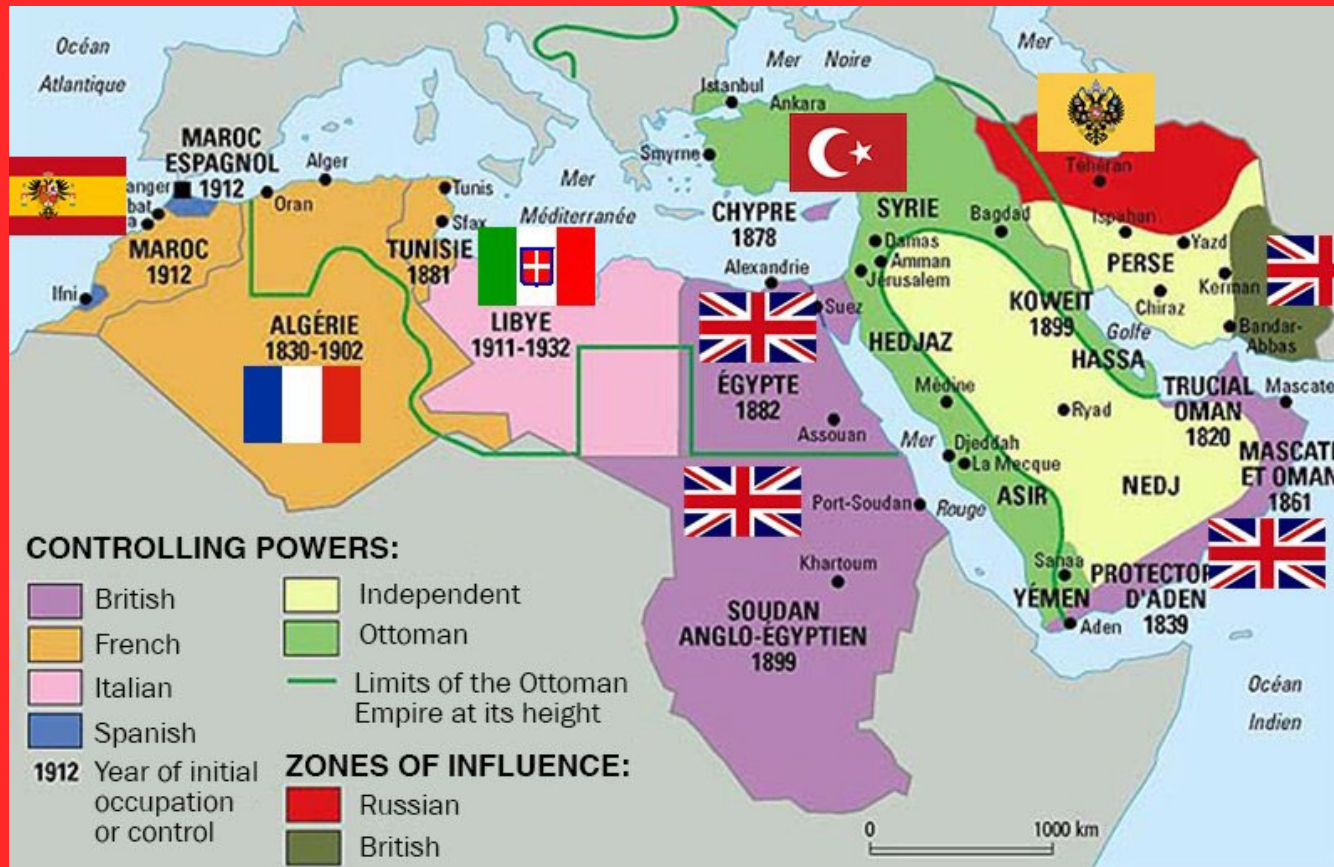 Océan
Atlantique
Mer
Mer Noire
Istanbul
Ankara
MAROC
ESPAGNOL
1912
Alger
Smyrne
Téhéran
anger
bat
a
Oran
Tunis
Mer
Méditerranée
Sfax
CHYPRE
1878
SYRIE
Bagdad
Ispahan
Yazd
MAROC
1912
TUNISIE
1881
Damas
Amman
Jérusalem
Alexandrie
PERSE
Kerman
Chiraz
Ifni
Suez
KOWEIT
1899
Golfe
Bandar-
Abbas
ALGÉRIE
1830-1902
LIBYE
1911-1932
HEDJAZ
HASSA
ÉGYPTE
1882
Médine
Ryad
TRUCIAL
OMAN
1820
Mascate
Assouan
Mer
Rouge
Djeddah
La Mecque
ASIR
NEDJ
MASCATE
ET OMAN
1861
Port-Soudan
Khartoum
Sanaa
YÉMEN
PROTECTOR
D'ADEN
1839
Aden
SOUDAN
ANGLO-ÉGYPTIEN
1899
Océan
Indien
CONTROLLING POWERS:
British
French
Italian
Spanish
1912 Year of initial
occupation
or control
Independent
Ottoman
Limits of the Ottoman
Empire at its height
ZONES OF INFLUENCE:
Russian
British
0 1000 km